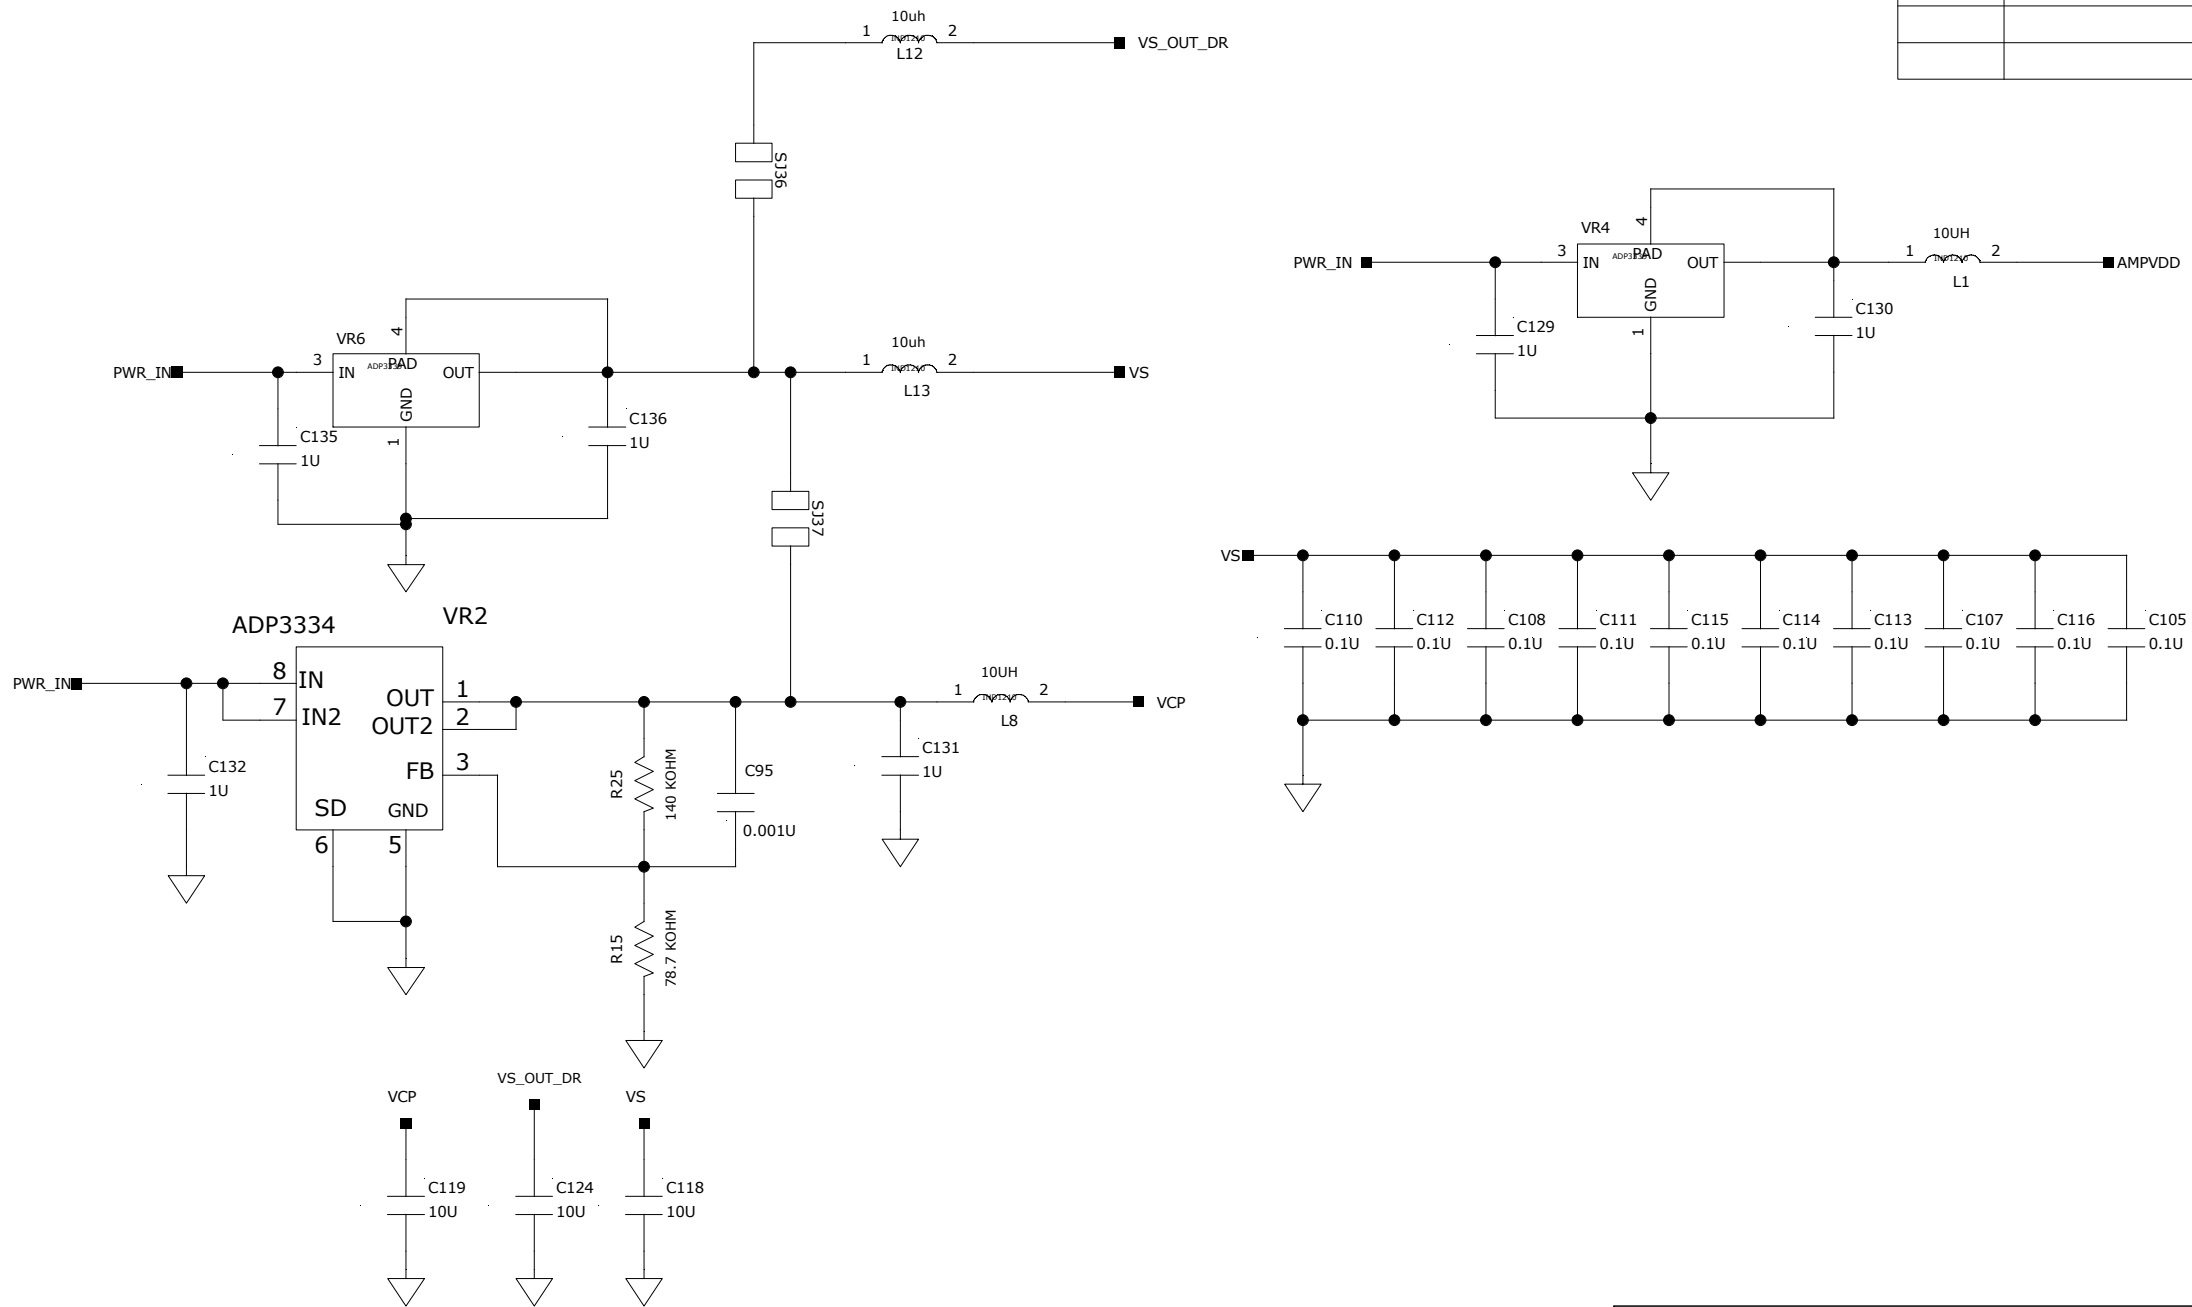 10uh
1 2
IND1210
L12
VS_OUT_DR
SJ36
VR4
10UH
PWR_IN
3
IN
4
PAD
OUT
GND
1
1 2
IND1210
L1
AMPVDD
C129
1U
C130
1U
VR6
10uh
PWR_IN
3
IN
4
PAD
OUT
GND
1
1 2
IND1210
L13
VS
C135
1U
C136
1U
SJ37
VS
C110
0.1U
C112
0.1U
C108
0.1U
C111
0.1U
C115
0.1U
C114
0.1U
C113
0.1U
C107
0.1U
C116
0.1U
C105
0.1U
ADP3334
VR2
PWR_IN
8
IN
7
IN2
OUT
1
OUT2
2
FB
3
SD
GND
6
5
10UH
1 2
IND1210
L8
VCP
C132
1U
R25
140 KOHM
C95
0.001U
C131
1U
R15
78.7 KOHM
VCP
VS_OUT_DR
VS
C119
10U
C124
10U
C118
10U